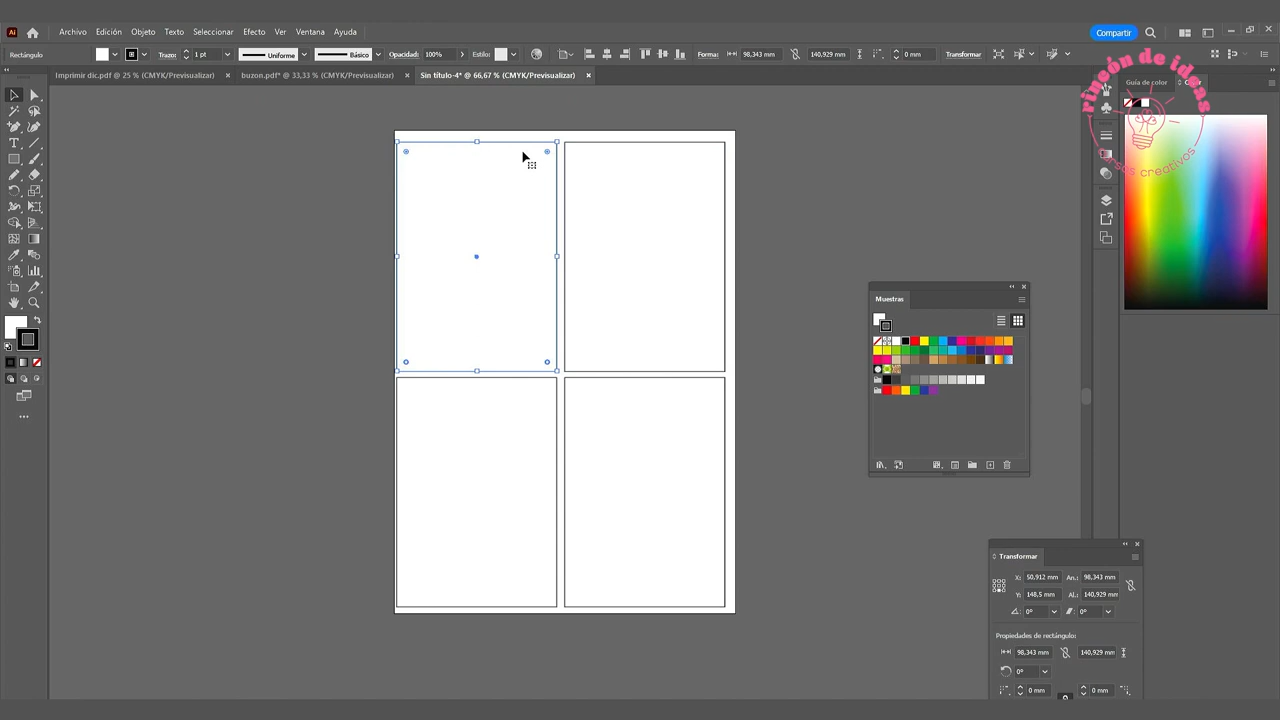 Ai
Archivo Edición Objeto Texto Seleccionar Efecto Ver Ventana Ayuda
Compartir
Rectángulo Trazo: 1 pt Uniforme Básico Opacidad: 100% Estilo: Forma: 98,343 mm 140,929 mm 0 mm Transformar
Imprimir dic.pdf @ 25 % (CMYK/Previsualizar) × buzon.pdf* @ 33,33 % (CMYK/Previsualizar) × Sin título-4* @ 66,67 % (CMYK/Previsualizar) ×
rincón de ideas
cursos creativos
Guía de color
Muestras
Transformar
X: 50,912 mm An.: 98,343 mm
Y: 148,5 mm Al.: 140,929 mm
0° 0°
Propiedades de rectángulo:
98,343 mm 140,929 mm
0°
0 mm 0 mm